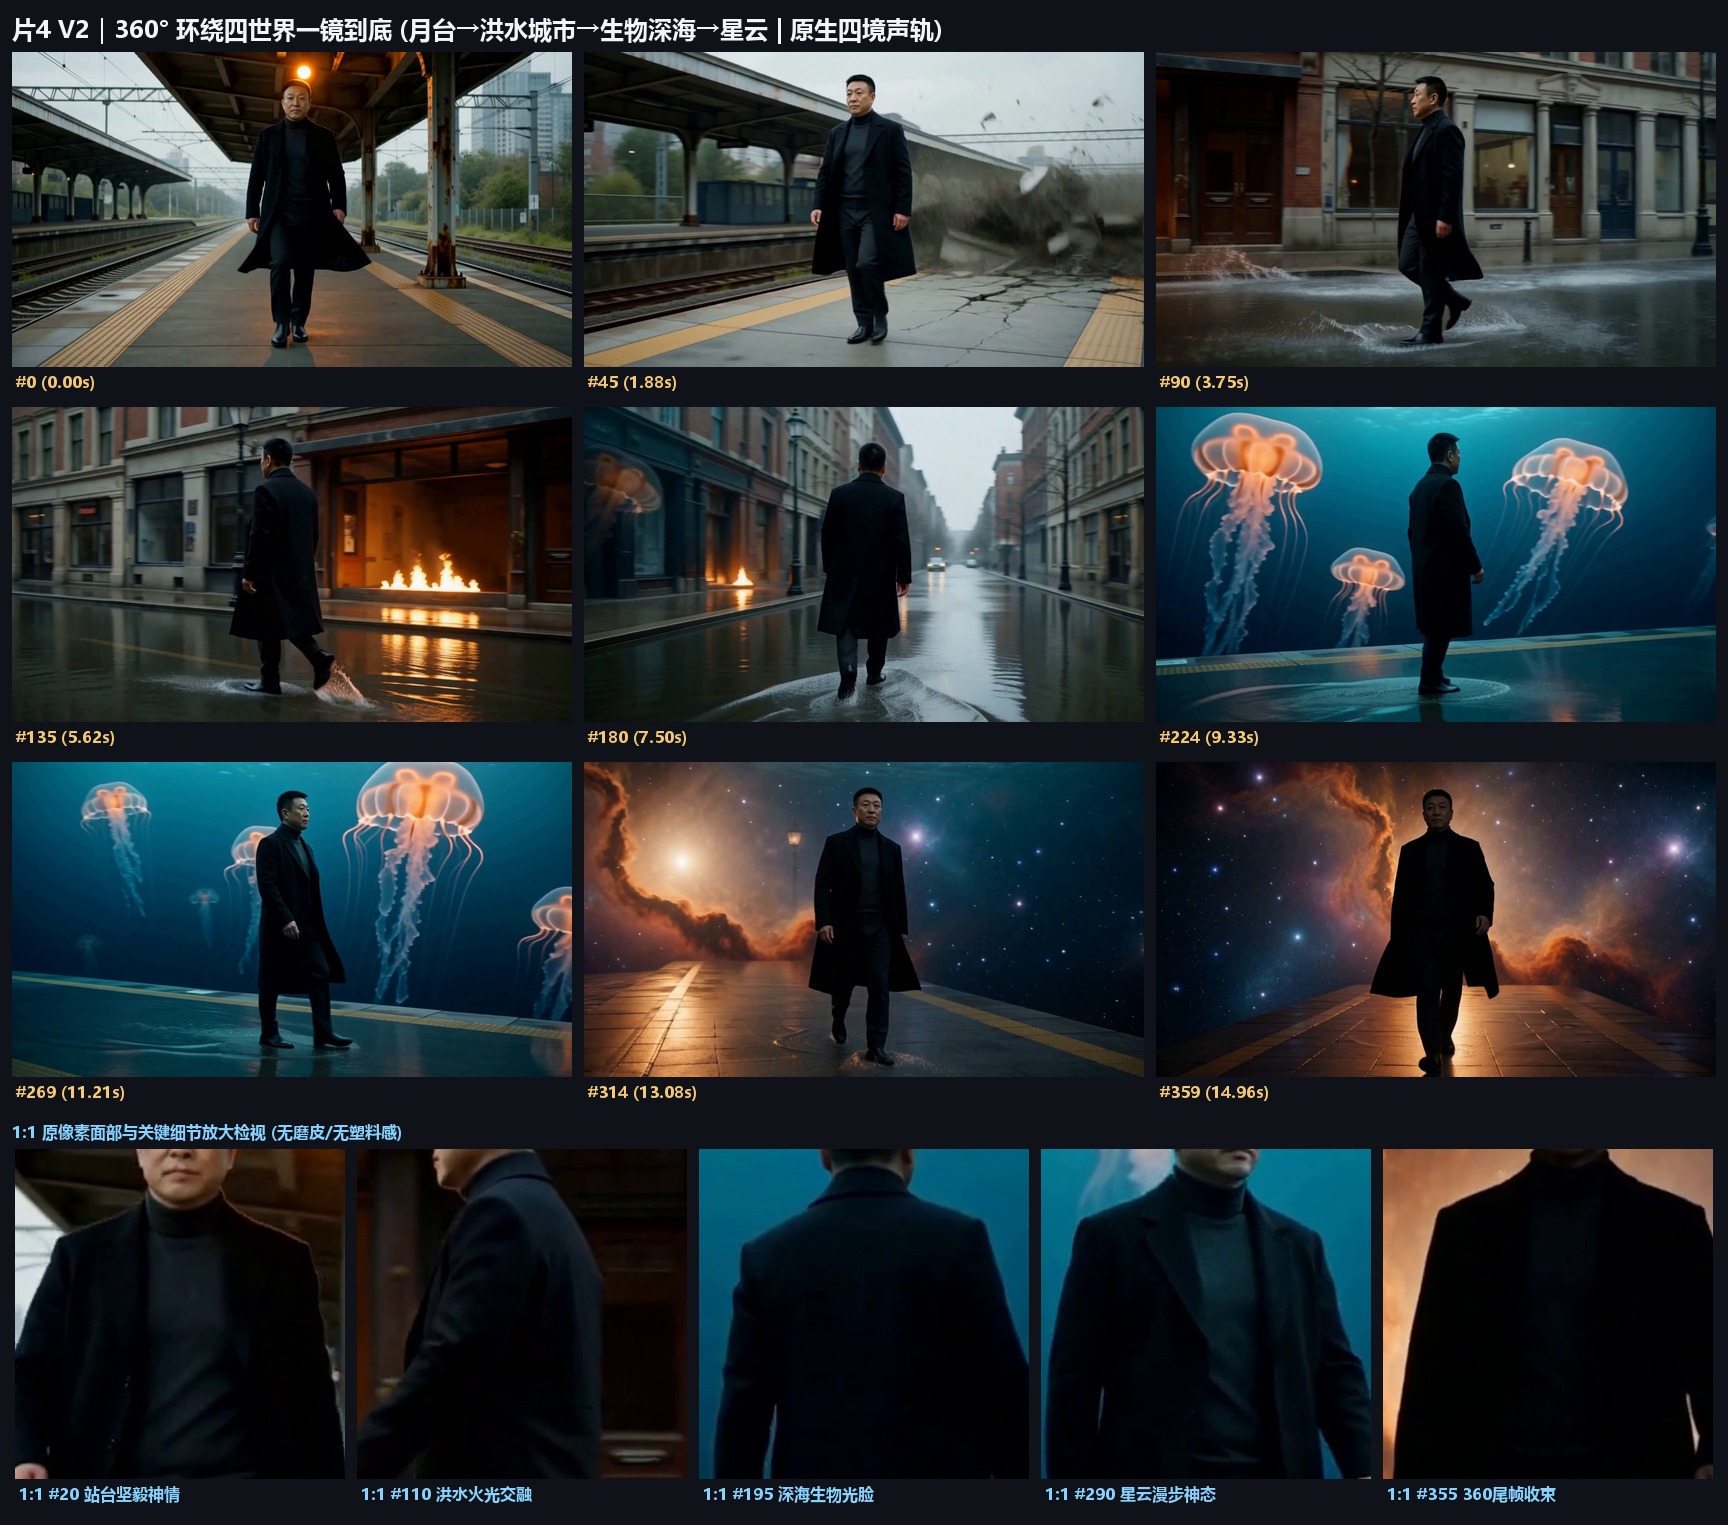 片4 V2 | 360° 环绕四世界一镜到底 (月台→洪水城市→生物深海→星云 | 原生四境声轨)
#0 (0.00s)
#45 (1.88s)
#90 (3.75s)
#135 (5.62s)
#180 (7.50s)
#224 (9.33s)
#269 (11.21s)
#314 (13.08s)
#359 (14.96s)
1:1 原像素面部与关键细节放大检视 (无磨皮/无塑料感)
1:1 #20 站台坚毅神情
1:1 #110 洪水火光交融
1:1 #195 深海生物光脸
1:1 #290 星云漫步神态
1:1 #355 360尾帧收束